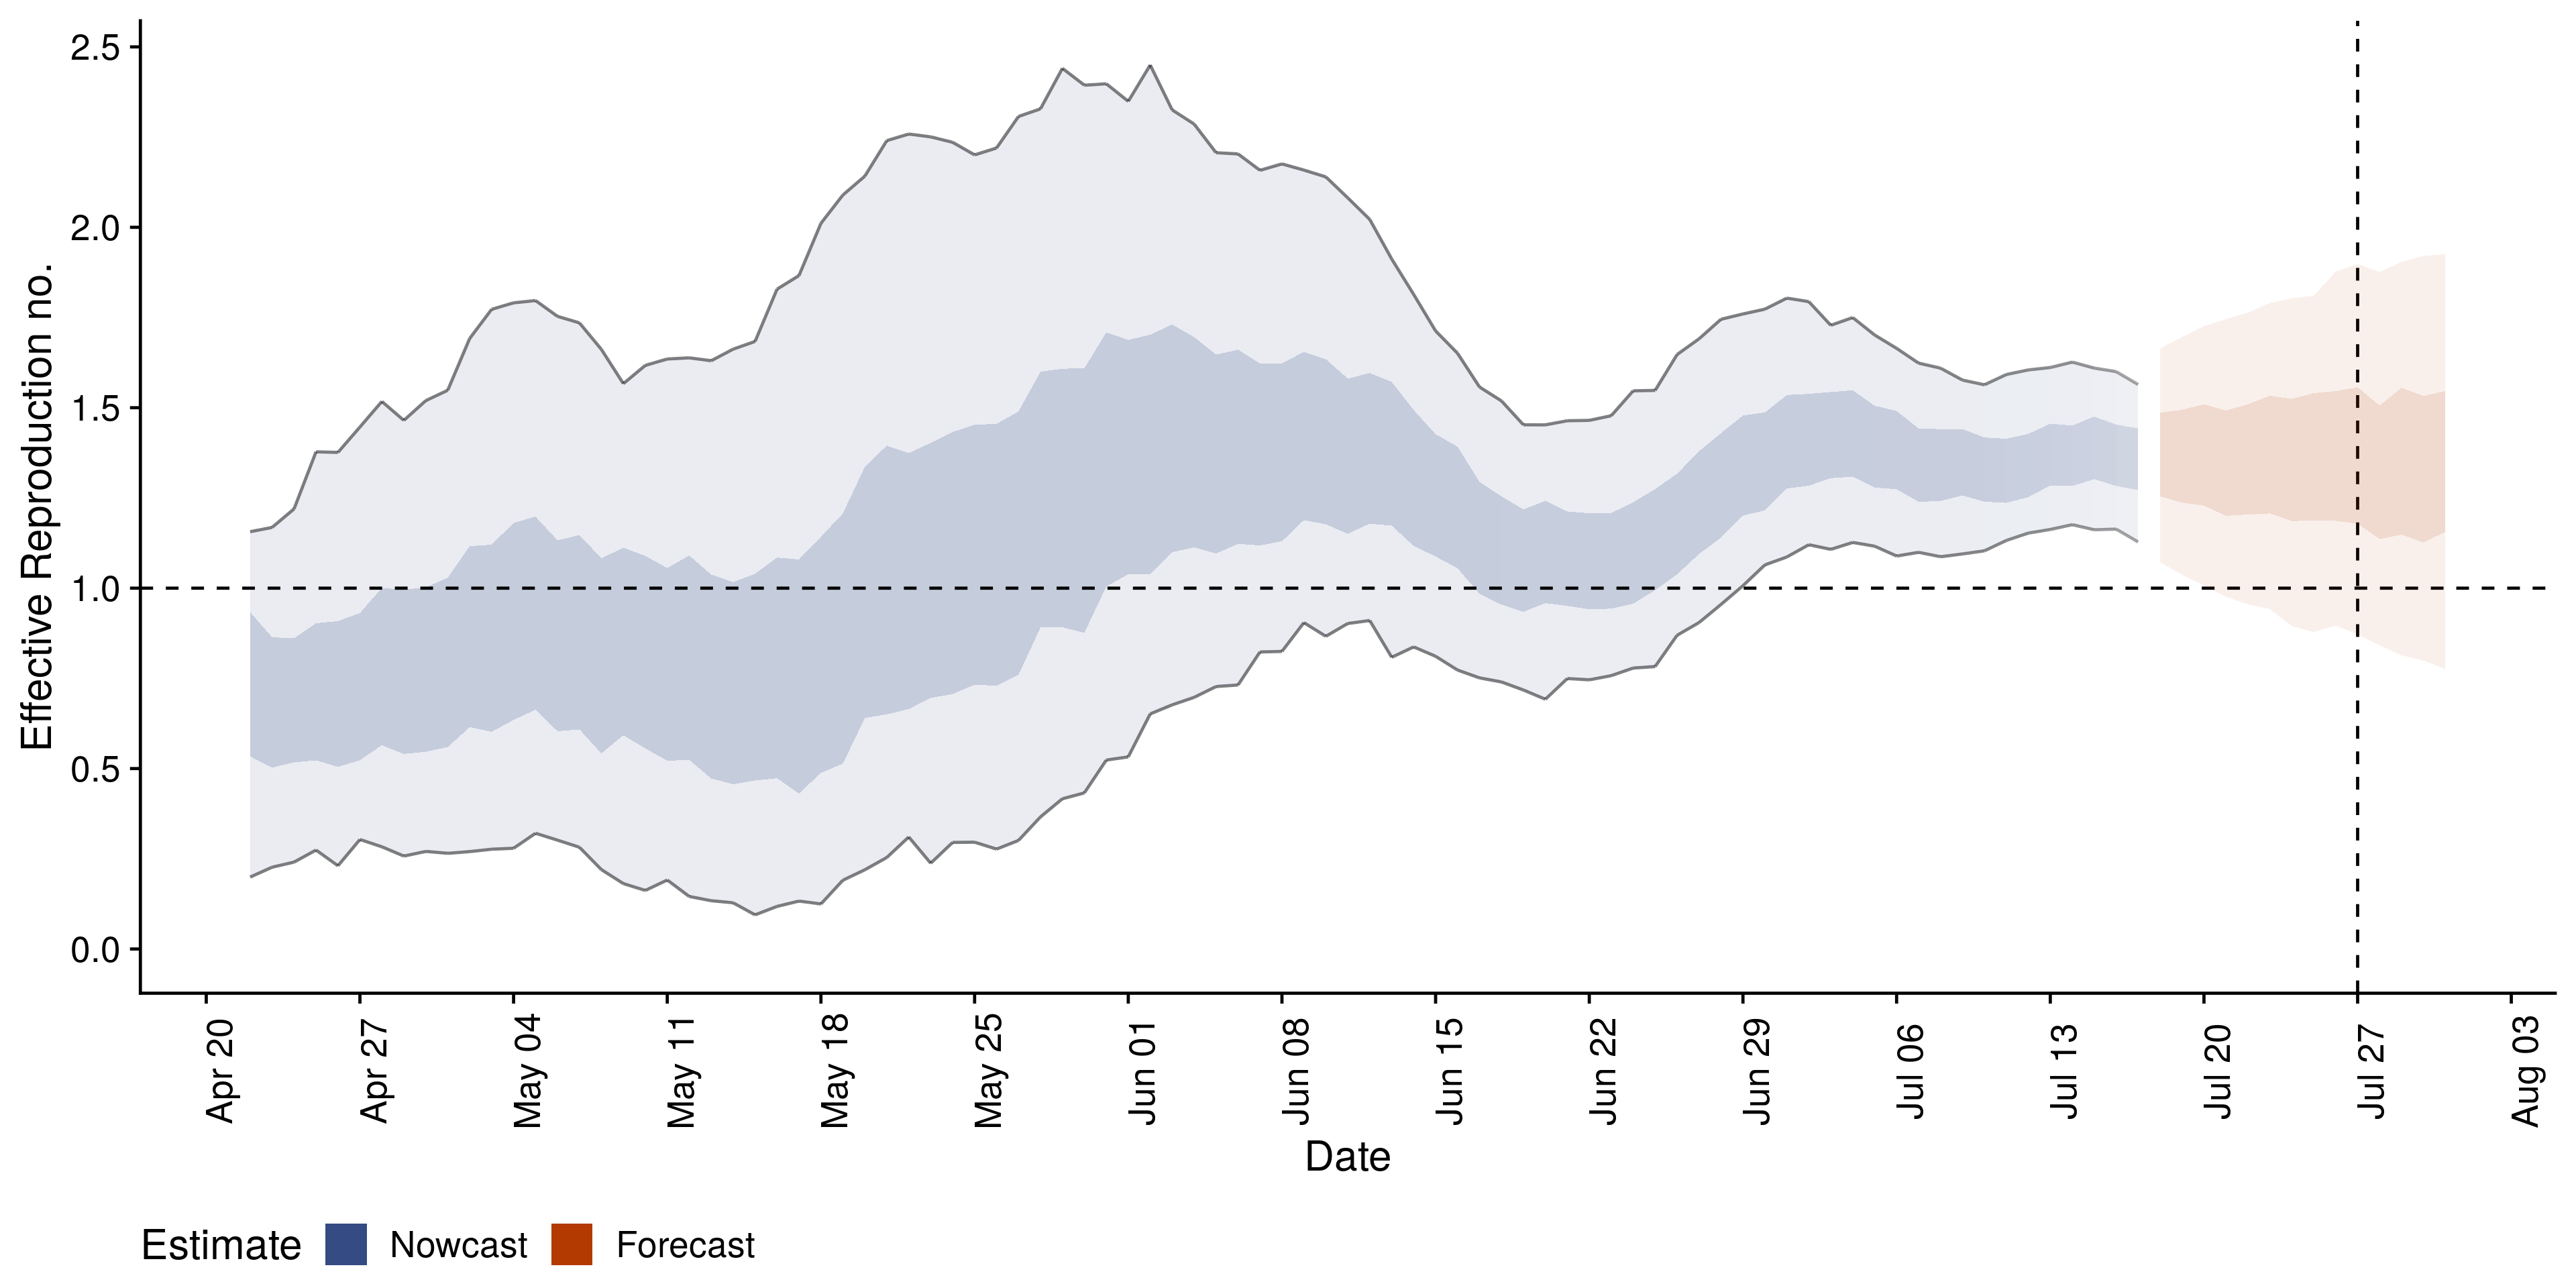 Effective Reproduction no.
2.5
2.0
1.5
1.0
0.5
0.0
Apr 20
Apr 27
May 04
May 11
May 18
May 25
Jun 01
Jun 08
Jun 15
Jun 22
Jun 29
Jul 06
Jul 13
Jul 20
Jul 27
Aug 03
Date
Estimate Nowcast Forecast